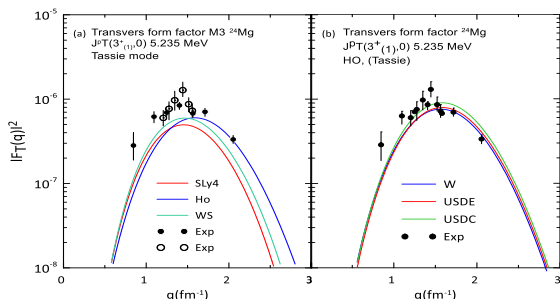 (a) Transvers form factor M3 ²⁴Mg
JᵖT(3⁺₍₁₎,0) 5.235 MeV
Tassie mode
(b) Transvers form factor ²⁴Mg
JᴾT(3⁺₍₁₎,0) 5.235 MeV
HO, (Tassie)
10⁻⁵
10⁻⁶
10⁻⁷
10⁻⁸
|F_T(q)|²
SLy4
Ho
WS
Exp
Exp
W
USDE
USDC
Exp
0 1 2 3
0 1 2 3
q(fm⁻¹)
q(fm⁻¹)